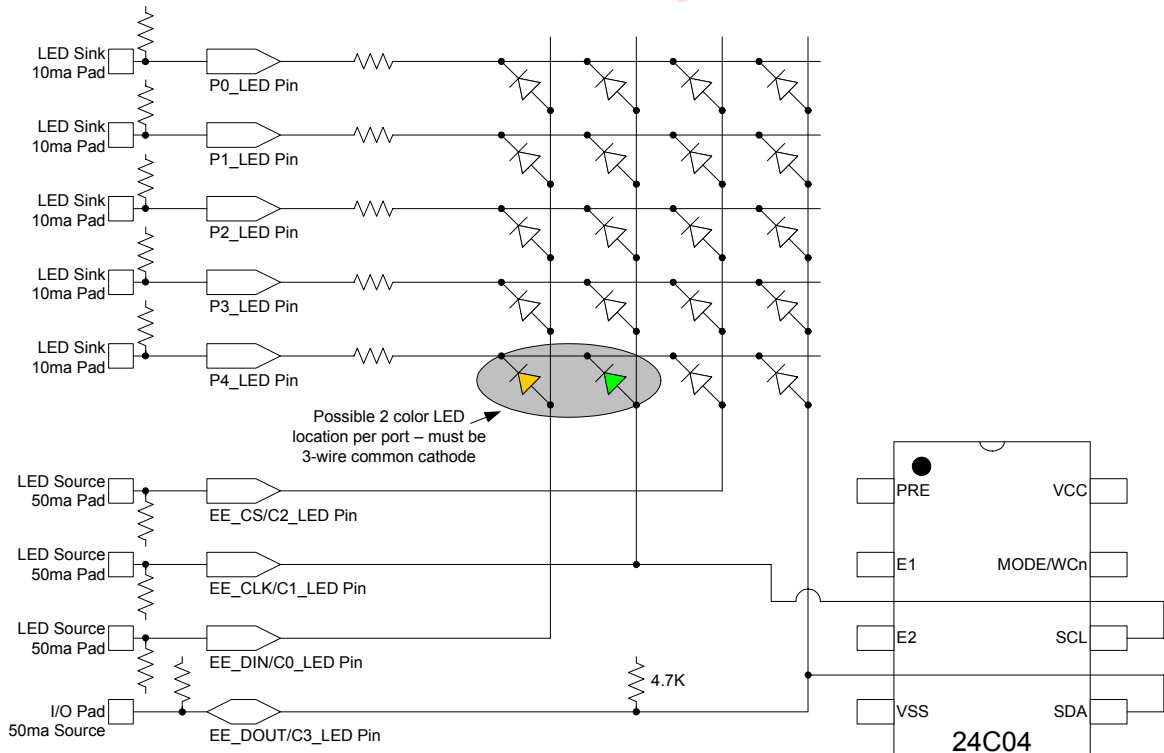 LED Sink
10ma Pad
P0_LED Pin
LED Sink
10ma Pad
P1_LED Pin
LED Sink
10ma Pad
P2_LED Pin
LED Sink
10ma Pad
P3_LED Pin
LED Sink
10ma Pad
P4_LED Pin
Possible 2 color LED
location per port – must be
3-wire common cathode
LED Source
50ma Pad
EE_CS/C2_LED Pin
LED Source
50ma Pad
EE_CLK/C1_LED Pin
LED Source
50ma Pad
EE_DIN/C0_LED Pin
4.7K
I/O Pad
50ma Source
EE_DOUT/C3_LED Pin
PRE
VCC
E1
MODE/WCn
E2
SCL
VSS
SDA
24C04